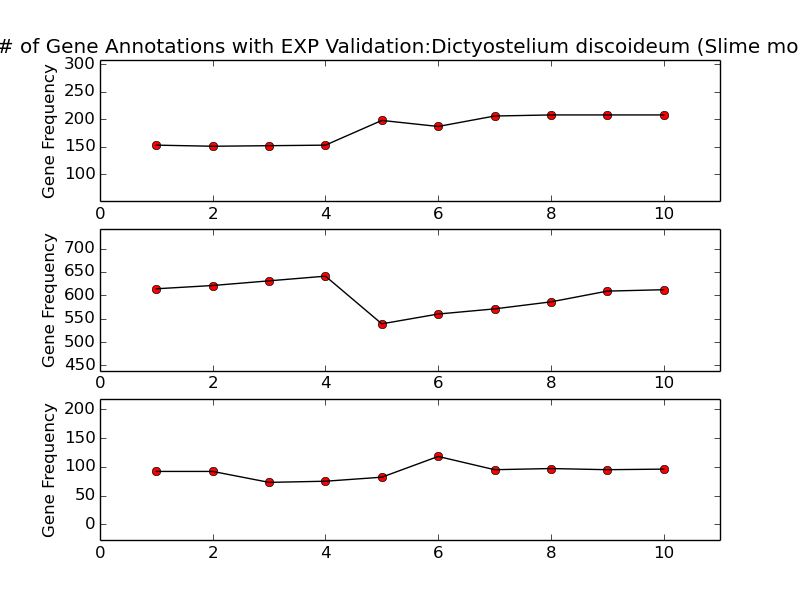 # of Gene Annotations with EXP Validation:Dictyostelium discoideum (Slime mo
300
250
200
150
100
Gene Frequency
0 2 4 6 8 10
700
650
600
550
500
450
Gene Frequency
0 2 4 6 8 10
200
150
100
50
0
Gene Frequency
0 2 4 6 8 10